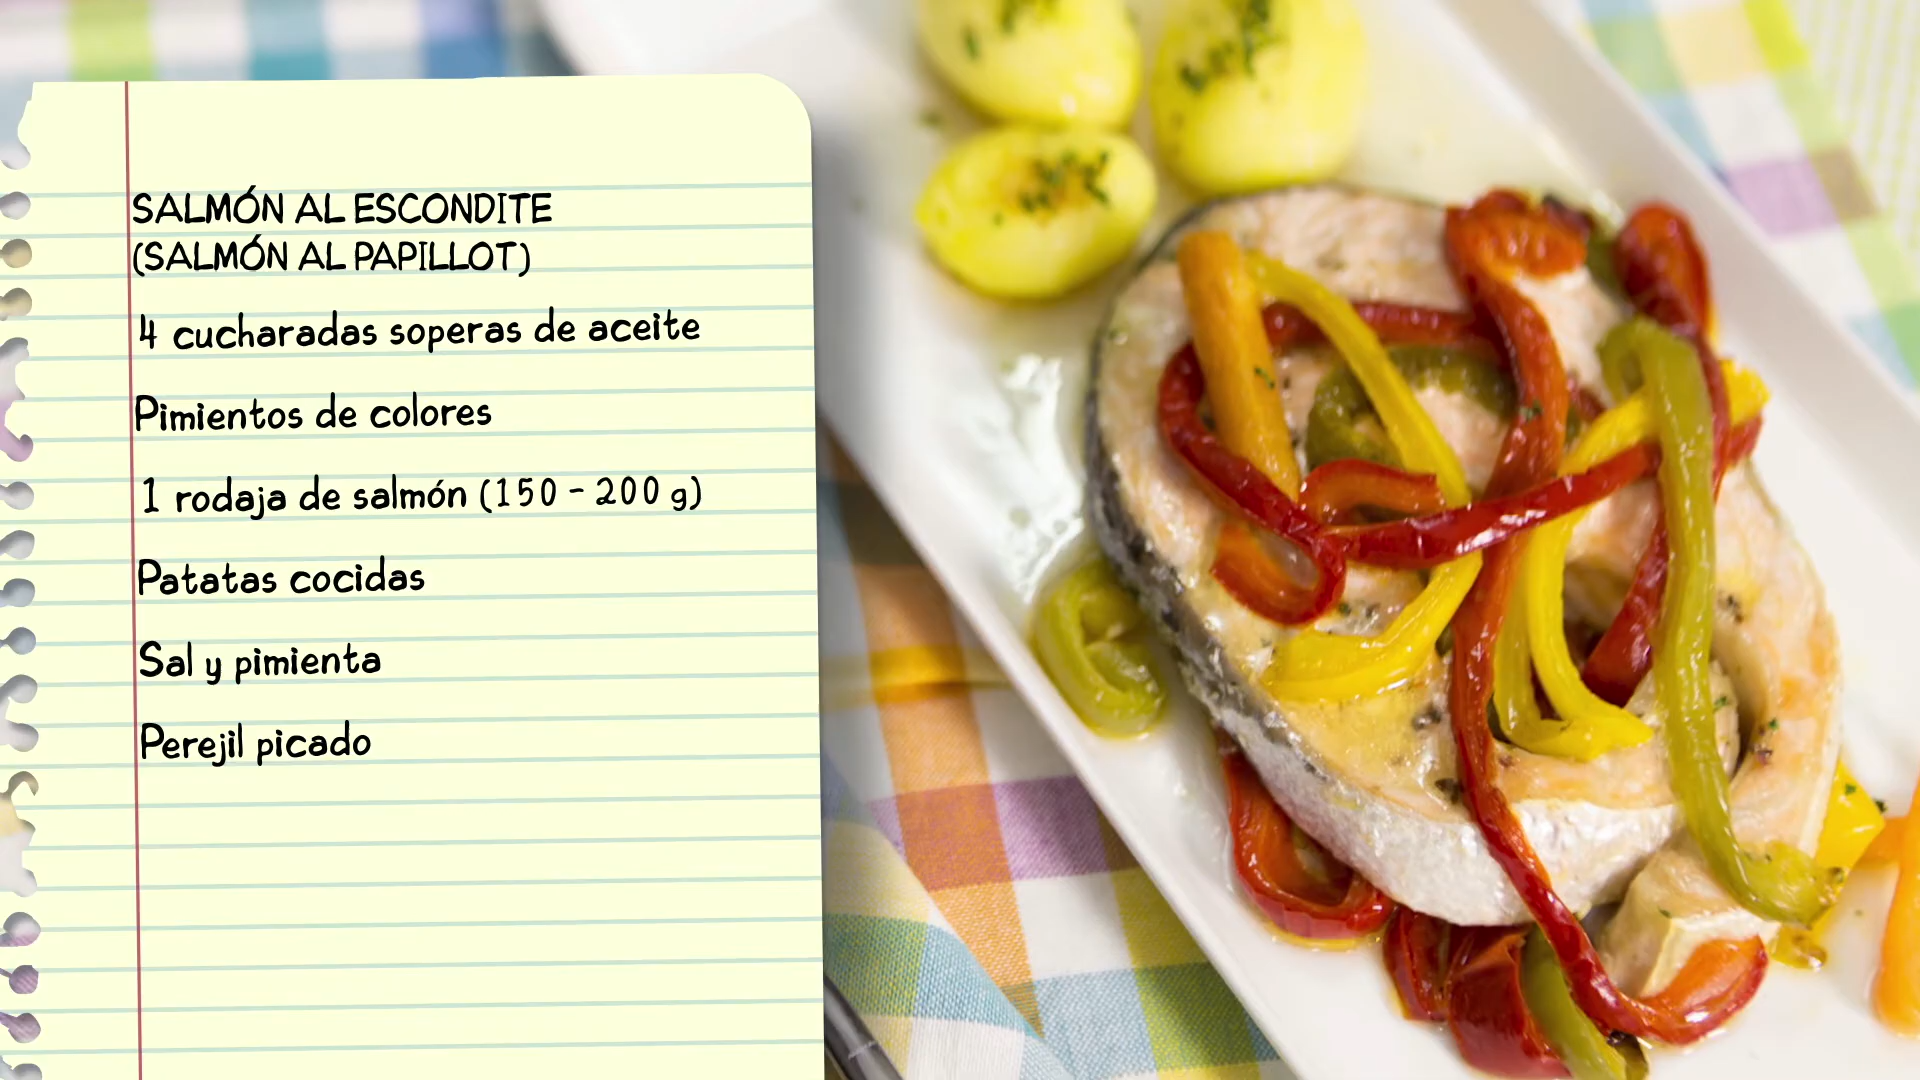 SALMÓN AL ESCONDITE
(SALMÓN AL PAPILLOT)
4 cucharadas soperas de aceite
Pimientos de colores
1 rodaja de salmón (150 - 200 g)
Patatas cocidas
Sal y pimienta
Perejil picado